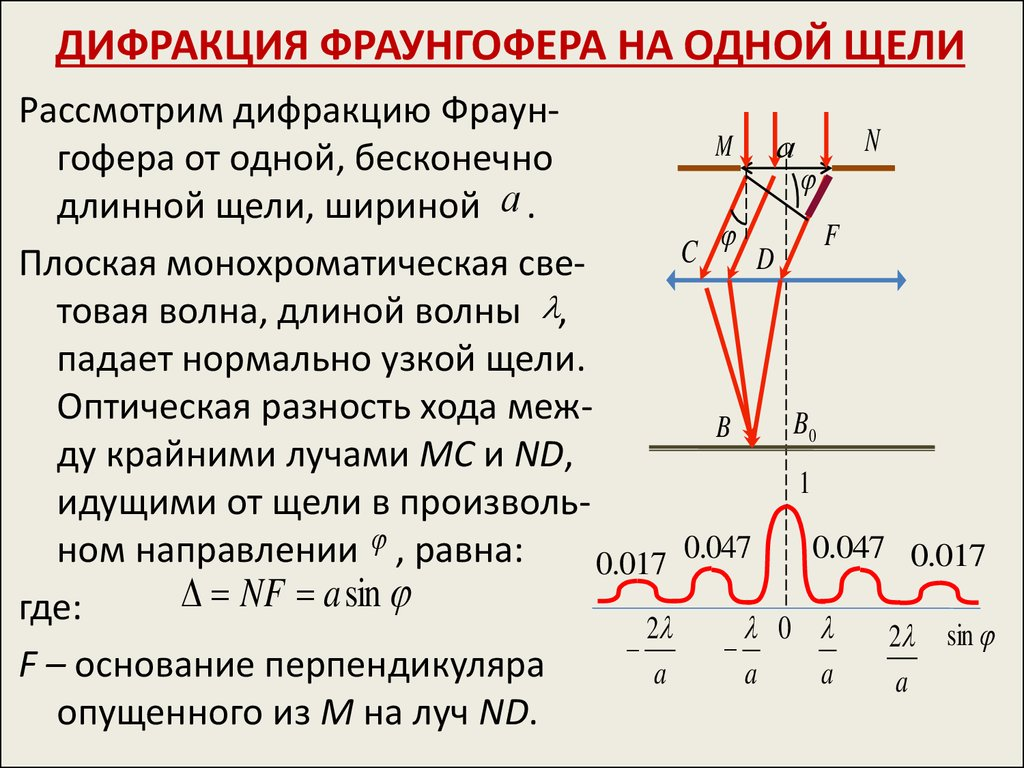 ДИФРАКЦИЯ ФРАУНГОФЕРА НА ОДНОЙ ЩЕЛИ
Рассмотрим дифракцию Фраун-
гофера от одной, бесконечно
длинной щели, шириной a .
Плоская монохроматическая све-
товая волна, длиной волны λ,
падает нормально узкой щели.
Оптическая разность хода меж-
ду крайними лучами МС и ND,
идущими от щели в произволь-
ном направлении φ , равна:
Δ = NF = a sin φ
где:
F – основание перпендикуляра
опущенного из М на луч ND.
M a N
φ
C φ D F
B B₀
1
0.017 0.047 0.047 0.017
− 2λ/a − λ/a 0 λ/a 2λ/a sin φ